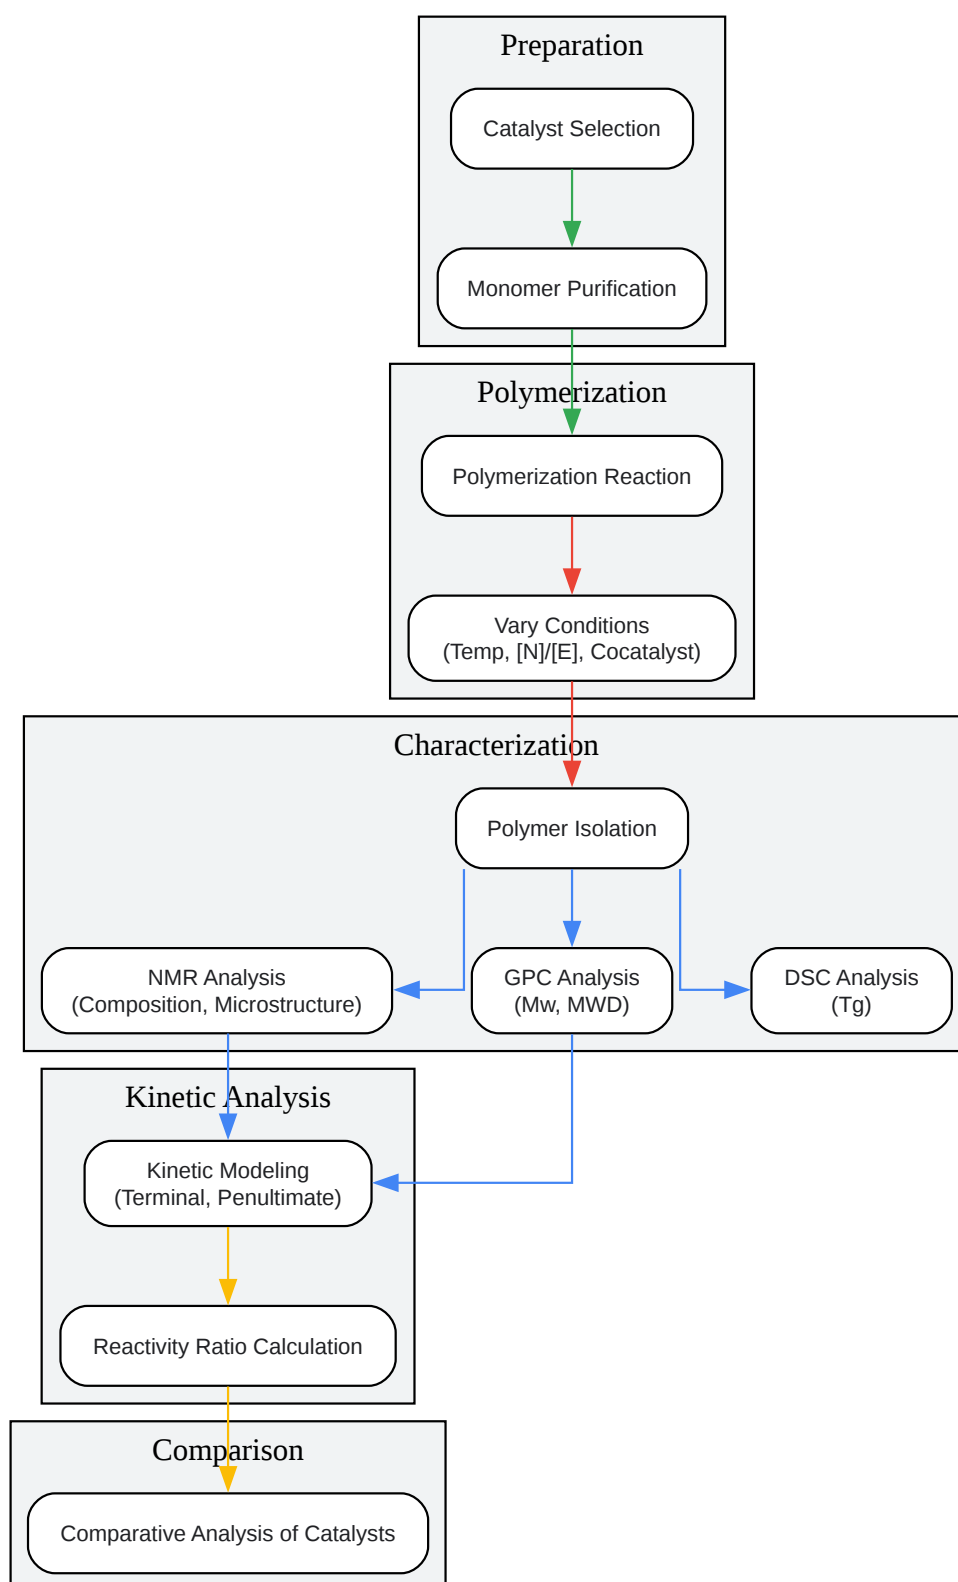 Preparation
Catalyst Selection
Monomer Purification
Polymerization
Polymerization Reaction
Vary Conditions
(Temp, [N]/[E], Cocatalyst)
Characterization
Polymer Isolation
NMR Analysis
(Composition, Microstructure)
GPC Analysis
(Mw, MWD)
DSC Analysis
(Tg)
Kinetic Analysis
Kinetic Modeling
(Terminal, Penultimate)
Reactivity Ratio Calculation
Comparison
Comparative Analysis of Catalysts